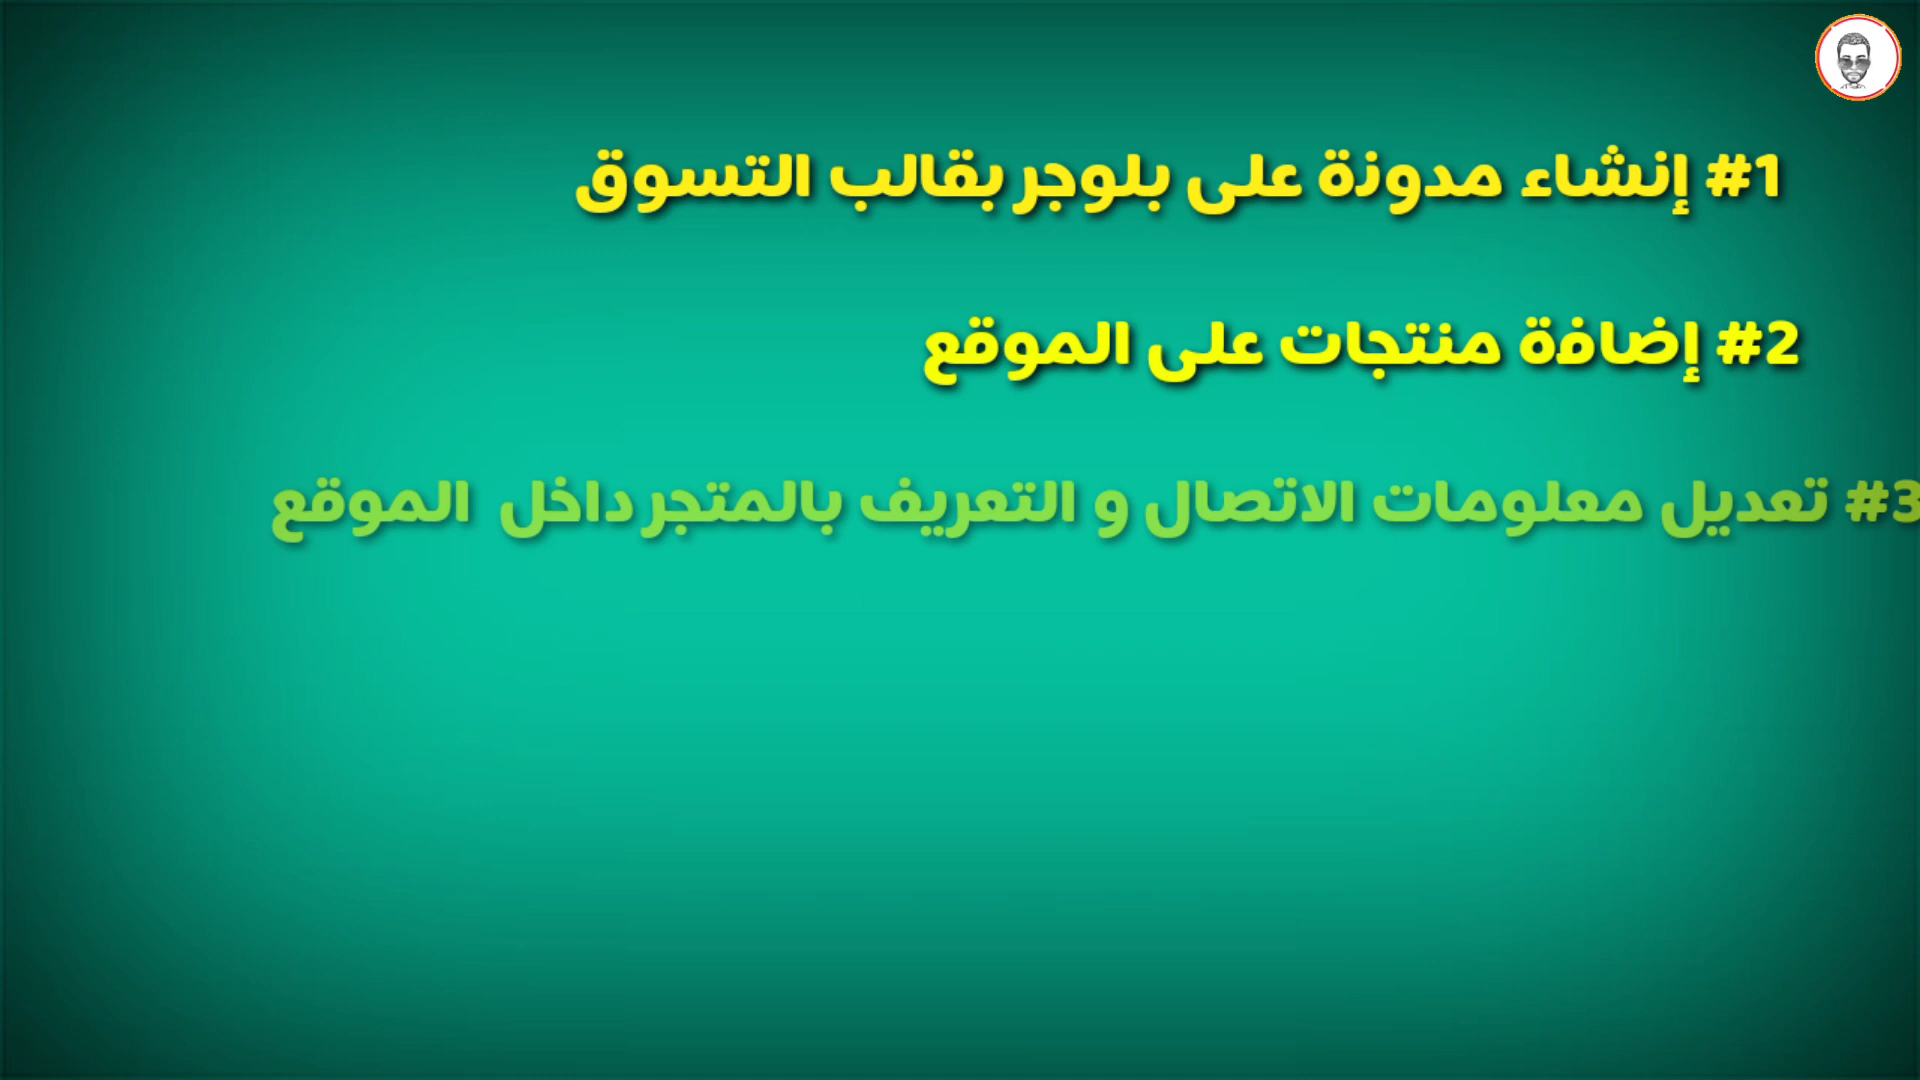 #1 إنشاء مدونة على بلوجر بقالب التسوق
#2 إضافة منتجات على الموقع
#3 تعديل معلومات الاتصال و التعريف بالمتجر داخل الموقع